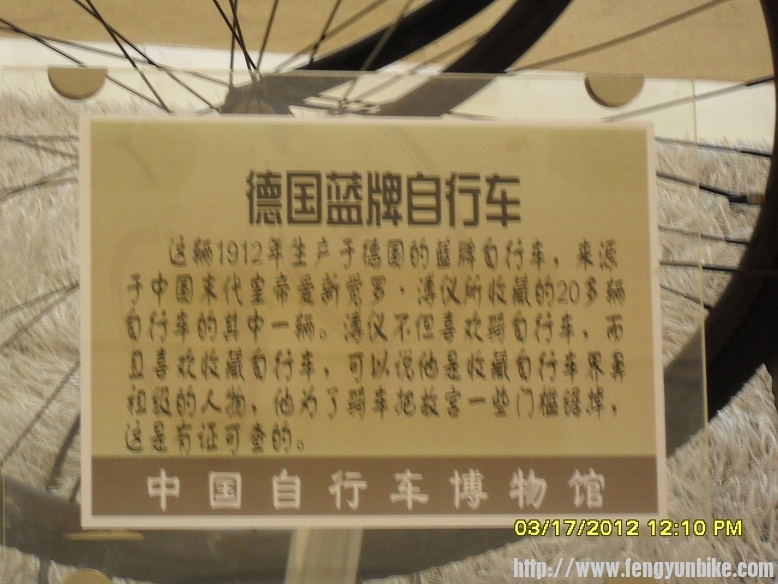 德国蓝牌自行车
这辆1912年生产于德国的蓝牌自行车，来源
于中国末代皇帝爱新觉罗·溥仪所收藏的20多辆
自行车的其中一辆。溥仪不但喜欢骑自行车，而
且喜欢收藏自行车，可以说他是收藏自行车界鼻
祖级的人物，他为了骑车把故宫一些门槛锯掉，
这是有证可查的。
中国自行车博物馆
03/17/2012 12:10 PM
http://www.fengyunbike.com